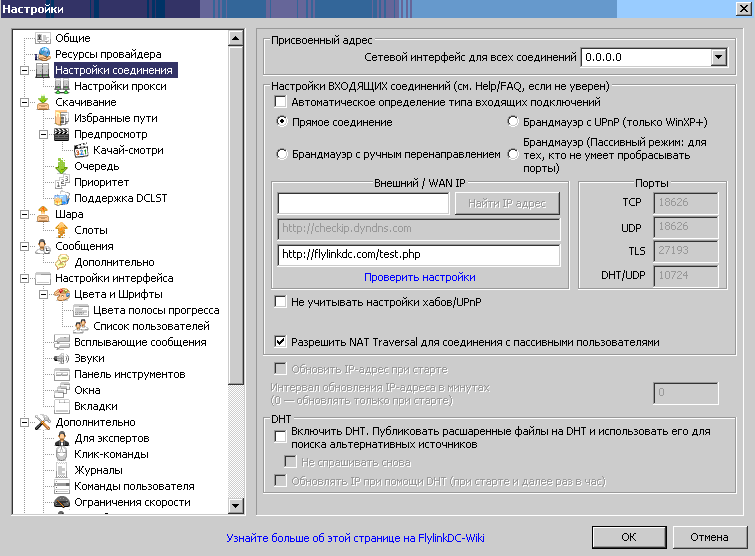 Настройки
Общие
Ресурсы провайдера
Настройки соединения
Настройки прокси
Скачивание
Избранные пути
Предпросмотр
Качай-смотри
Очередь
Приоритет
Поддержка DCLST
Шара
Слоты
Сообщения
Дополнительно
Настройки интерфейса
Цвета и Шрифты
Цвета полосы прогресса
Список пользователей
Всплывающие сообщения
Звуки
Панель инструментов
Окна
Вкладки
Дополнительно
Для экспертов
Клик-команды
Журналы
Команды пользователя
Ограничения скорости
Присвоенный адрес
Сетевой интерфейс для всех соединений 0.0.0.0
Настройки ВХОДЯЩИХ соединений (см. Help/FAQ, если не уверен)
Автоматическое определение типа входящих подключений
Прямое соединение
Брандмауэр с UPnP (только WinXP+)
Брандмауэр с ручным перенаправлением
Брандмауэр (Пассивный режим: для
тех, кто не умеет пробрасывать
порты)
Внешний / WAN IP
Найти IP адрес
http://checkip.dyndns.com
http://flylinkdc.com/test.php
Проверить настройки
Порты
TCP 18626
UDP 18626
TLS 27193
DHT/UDP 10724
Не учитывать настройки хабов/UPnP
Разрешить NAT Traversal для соединения с пассивными пользователями
Обновить IP-адрес при старте
Интервал обновления IP-адреса в минутах
(0 — обновлять только при старте)
0
DHT
Включить DHT. Публиковать расшаренные файлы на DHT и использовать его для
поиска альтернативных источников
Не спрашивать снова
Обновлять IP при помощи DHT (при старте и далее раз в час)
Узнайте больше об этой странице на FlylinkDC-Wiki
OK
Отмена